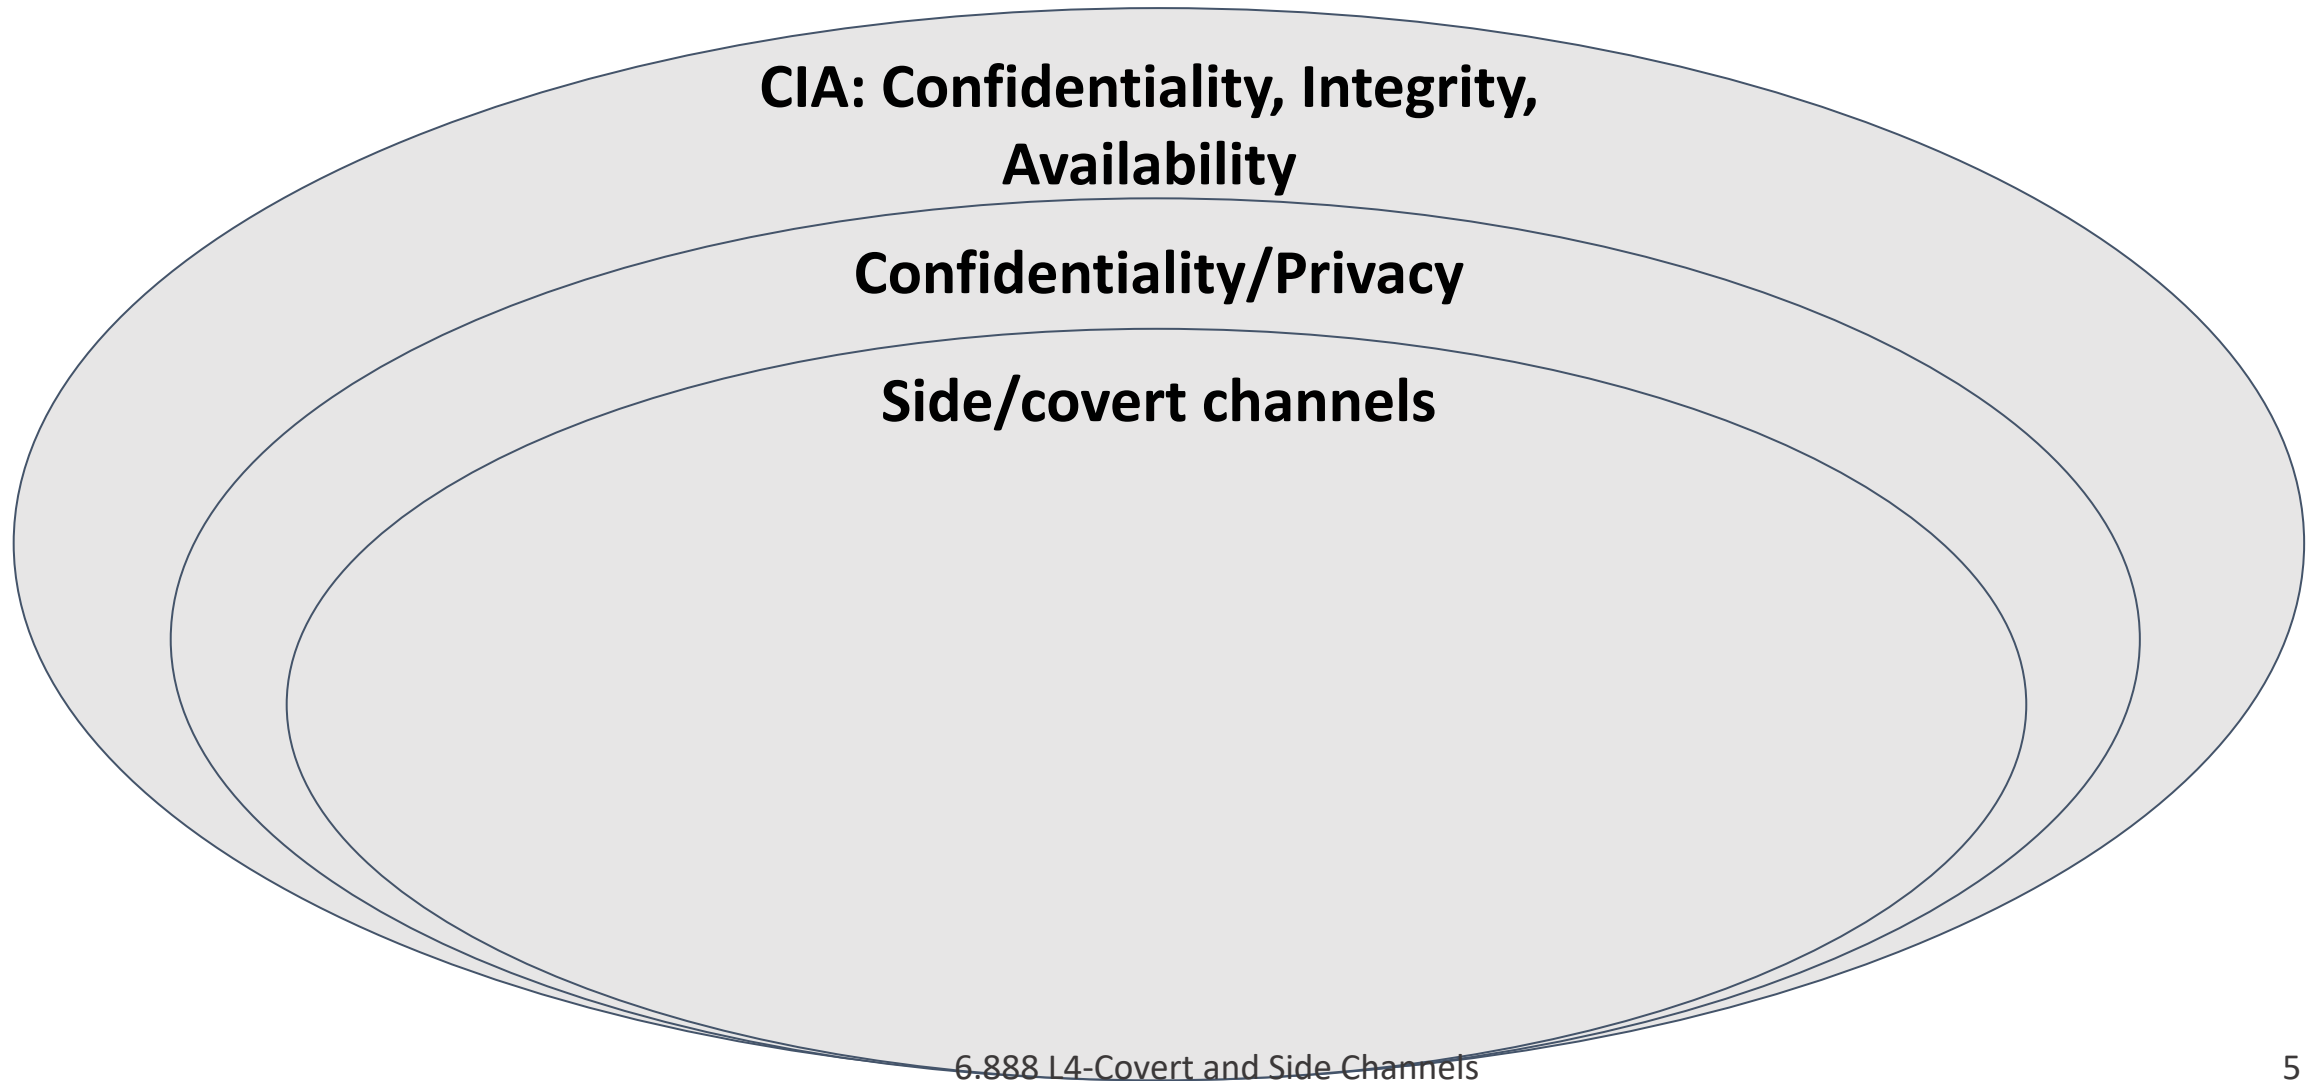 CIA: Confidentiality, Integrity,
Availability
Confidentiality/Privacy
Side/covert channels
6.888 L4-Covert and Side Channels
5